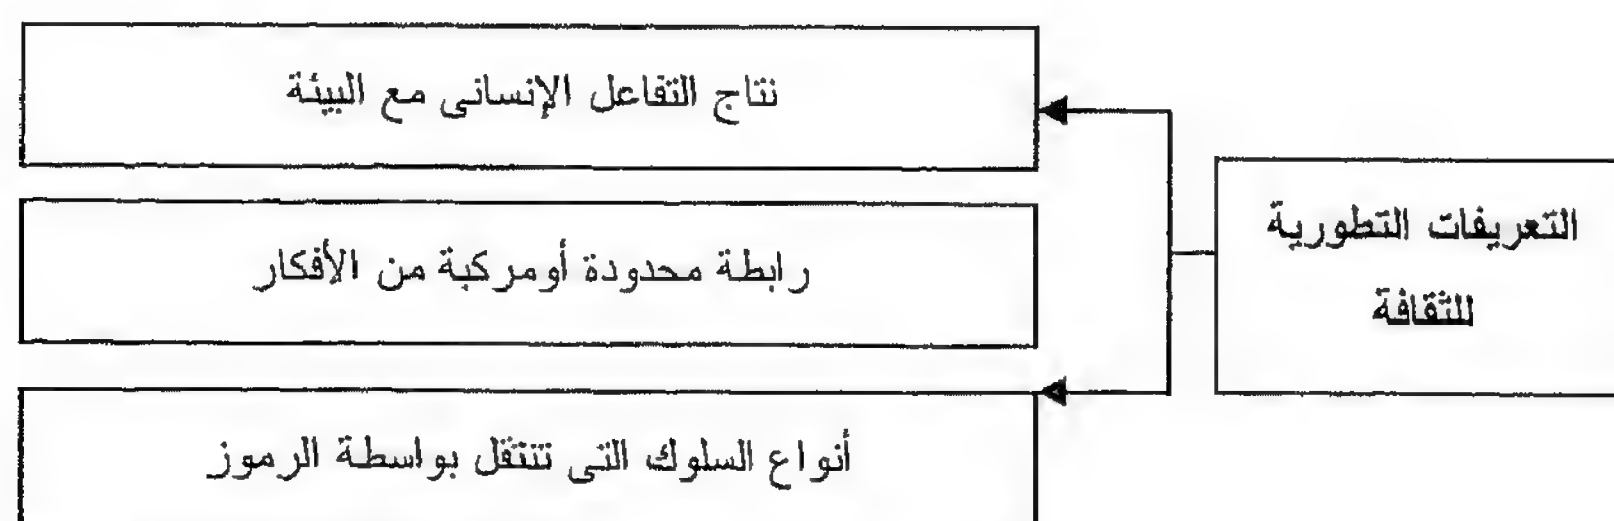 التعريفات التطورية
للثقافة
نتاج التفاعل الإنسانى مع البيئة
رابطة محدودة أومركبة من الأفكار
أنواع السلوك التى تنتقل بواسطة الرموز